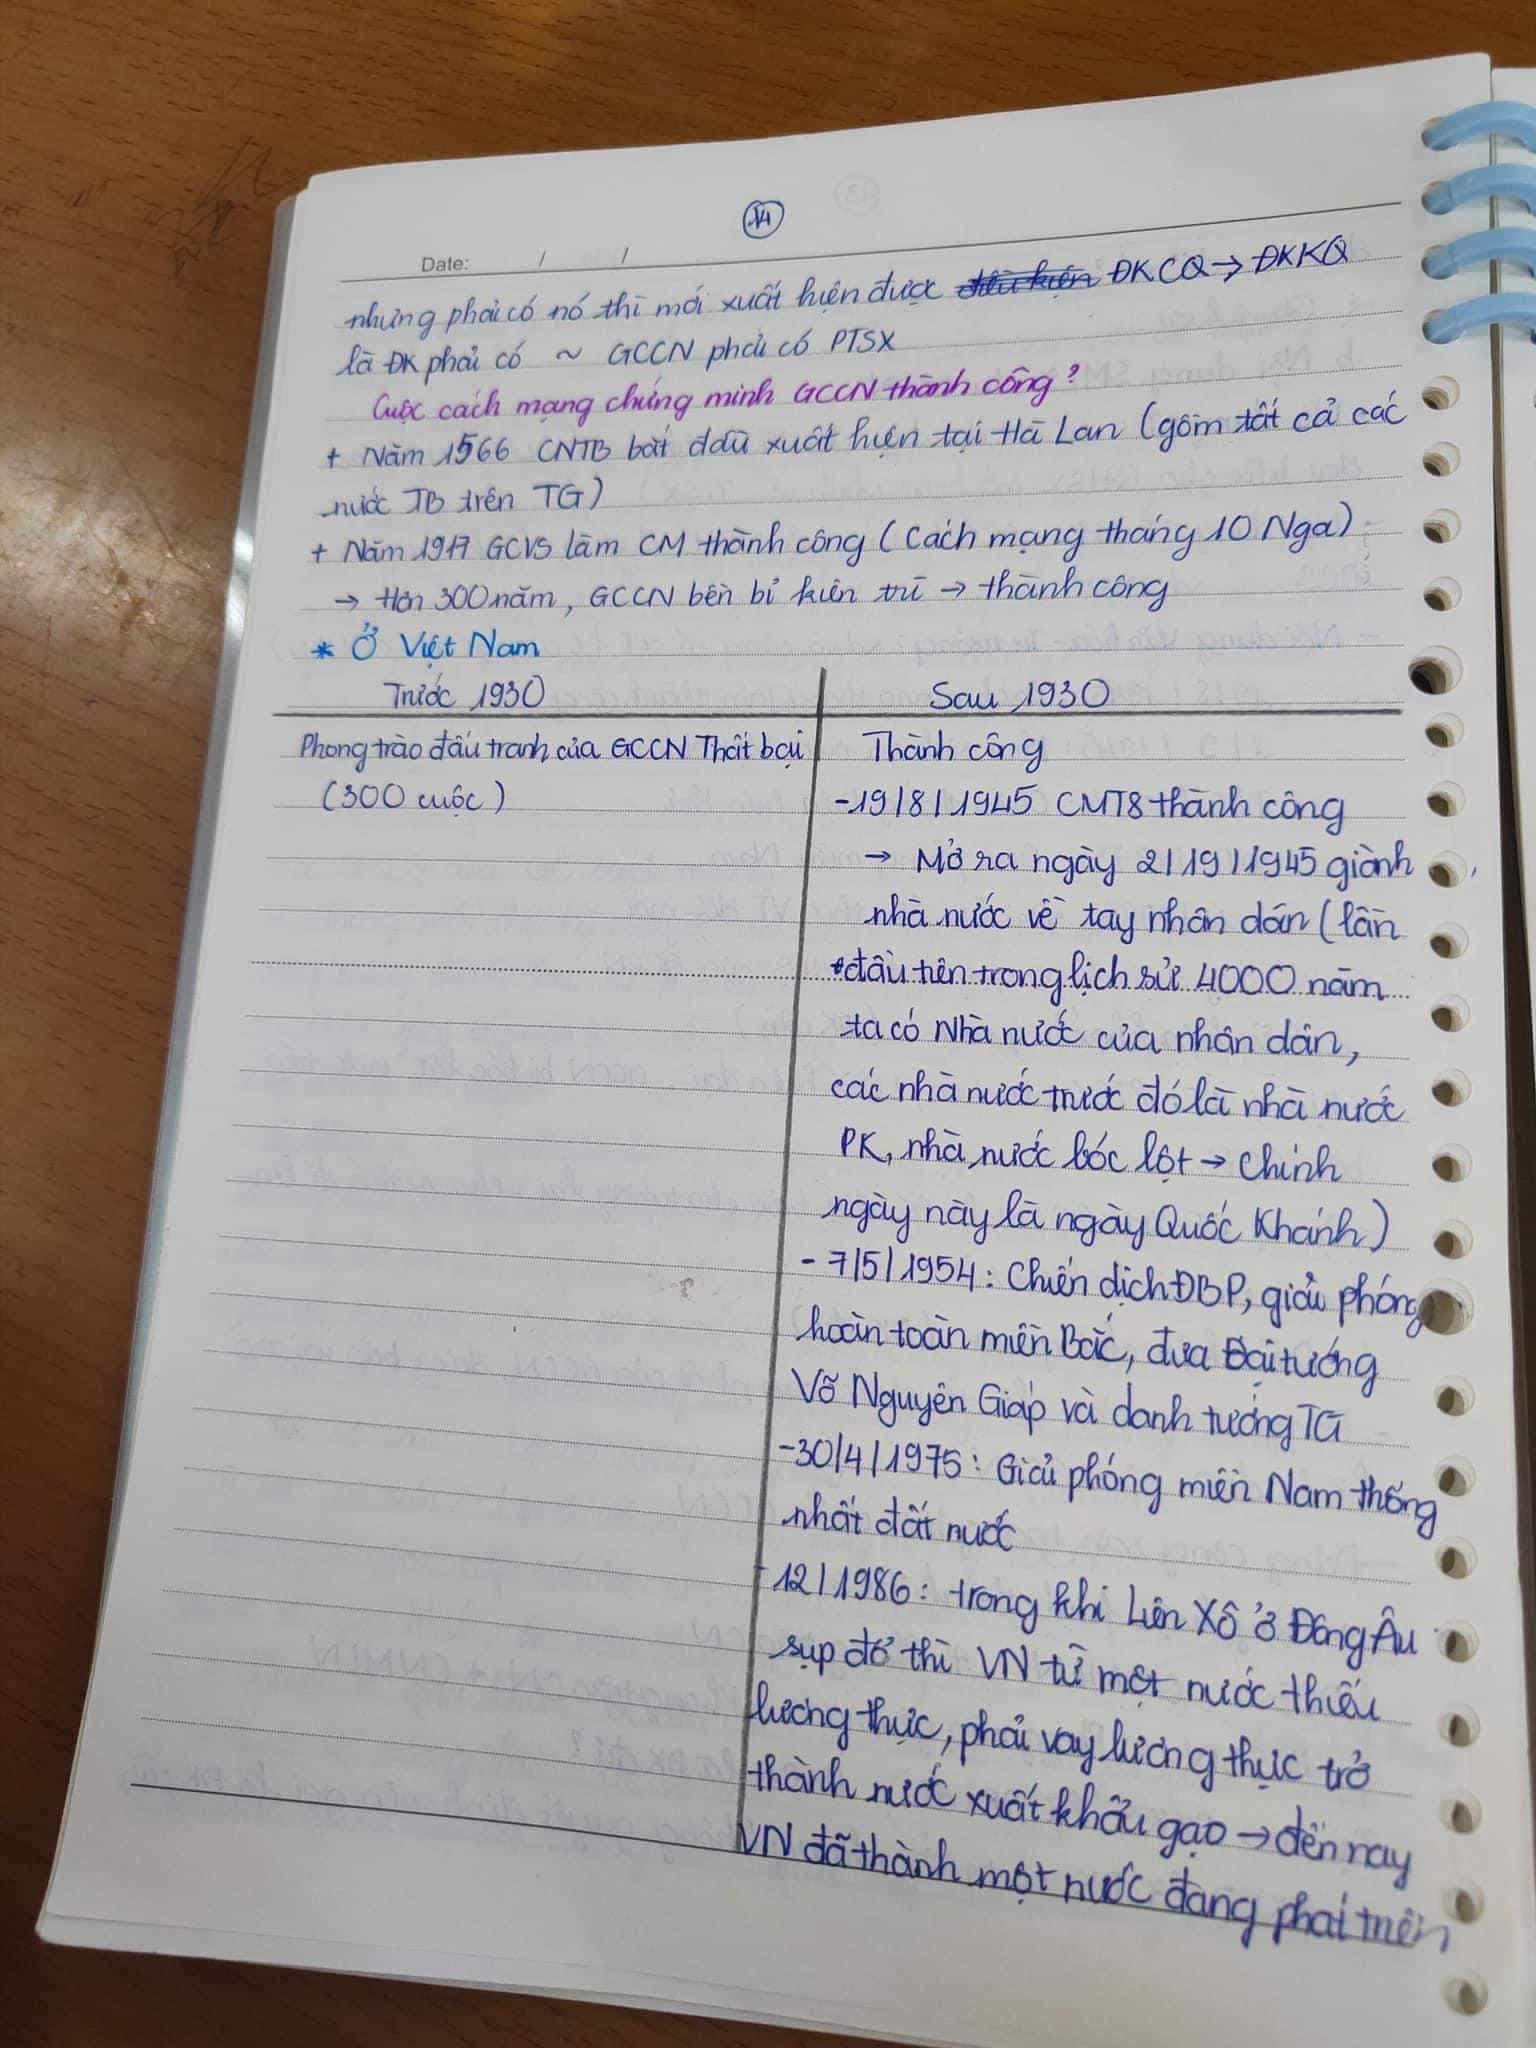 14
Date: / /
nhưng phải có nó thì mới xuất hiện được điều kiện ĐKCQ → ĐKKQ
là ĐK phải có ~ GCCN phải có PTSX
Cuộc cách mạng chứng minh GCCN thành công?
+ Năm 1566 CNTB bắt đầu xuất hiện tại Hà Lan (gồm tất cả các
nước TB trên TG)
+ Năm 1917 GCVS làm CM thành công (Cách mạng tháng 10 Nga)
→ Hơn 300 năm, GCCN bền bỉ kiên trì → thành công
* Ở Việt Nam
Trước 1930
Phong trào đấu tranh của GCCN Thất bại
(300 cuộc)
Sau 1930
Thành công
- 19/8/1945 CMT8 thành công
→ Mở ra ngày 2/19/1945 giành
nhà nước về tay nhân dân (lần
đầu tiên trong lịch sử 4000 năm
ta có Nhà nước của nhân dân,
các nhà nước trước đó là nhà nước
PK, nhà nước bóc lột → chính
ngày này là ngày Quốc Khánh)
- 7/5/1954: Chiến dịch ĐBP, giải phóng
hoàn toàn miền Bắc, đưa Đại tướng
Võ Nguyên Giáp và danh tướng TG
- 30/4/1975: Giải phóng miền Nam thống
nhất đất nước
- 12/1986: trong khi Liên Xô ở Đông Âu
sụp đổ thì VN từ một nước thiếu
lương thực, phải vay lương thực trở
thành nước xuất khẩu gạo → đến nay
VN đã thành một nước đang phát triển